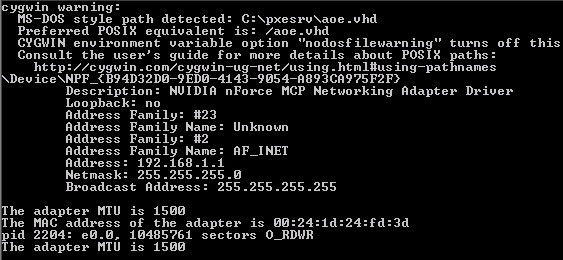 cygwin warning:
MS-DOS style path detected: C:\pxesrv\aoe.vhd
Preferred POSIX equivalent is: /aoe.vhd
CYGWIN environment variable option "nodosfilewarning" turns off this
Consult the user's guide for more details about POSIX paths:
http://cygwin.com/cygwin-ug-net/using.html#using-pathnames
\Device\NPF_{B94D32D0-9ED0-4143-9054-A893CA975F2F}
Description: NVIDIA nForce MCP Networking Adapter Driver
Loopback: no
Address Family: #23
Address Family Name: Unknown
Address Family: #2
Address Family Name: AF_INET
Address: 192.168.1.1
Netmask: 255.255.255.0
Broadcast Address: 255.255.255.255
The adapter MTU is 1500
The MAC address of the adapter is 00:24:1d:24:fd:3d
pid 2204: e0.0, 10485761 sectors O_RDWR
The adapter MTU is 1500